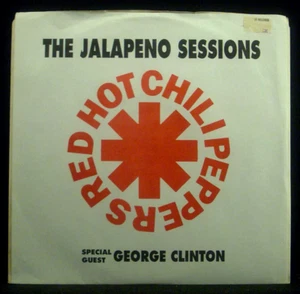 THE JALAPENO SESSIONS
RED HOT CHILI PEPPERS
SPECIAL
GUEST
GEORGE CLINTON